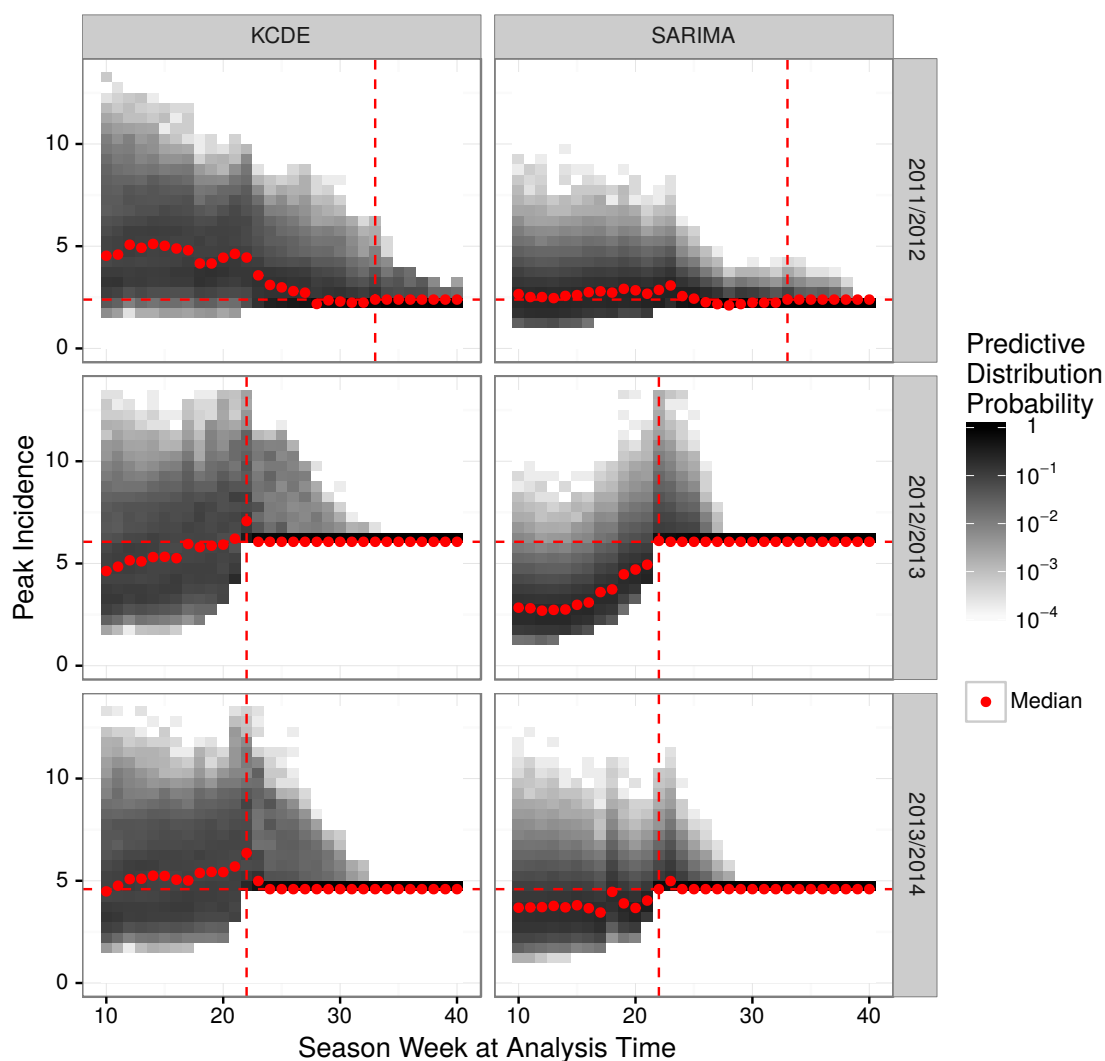 KCDE SARIMA
10
5
0
2011/2012
10
5
0
2012/2013
10
5
0
2013/2014
10 20 30 40 10 20 30 40
Season Week at Analysis Time
Peak Incidence
Predictive
Distribution
Probability
1
10⁻¹
10⁻²
10⁻³
10⁻⁴
Median